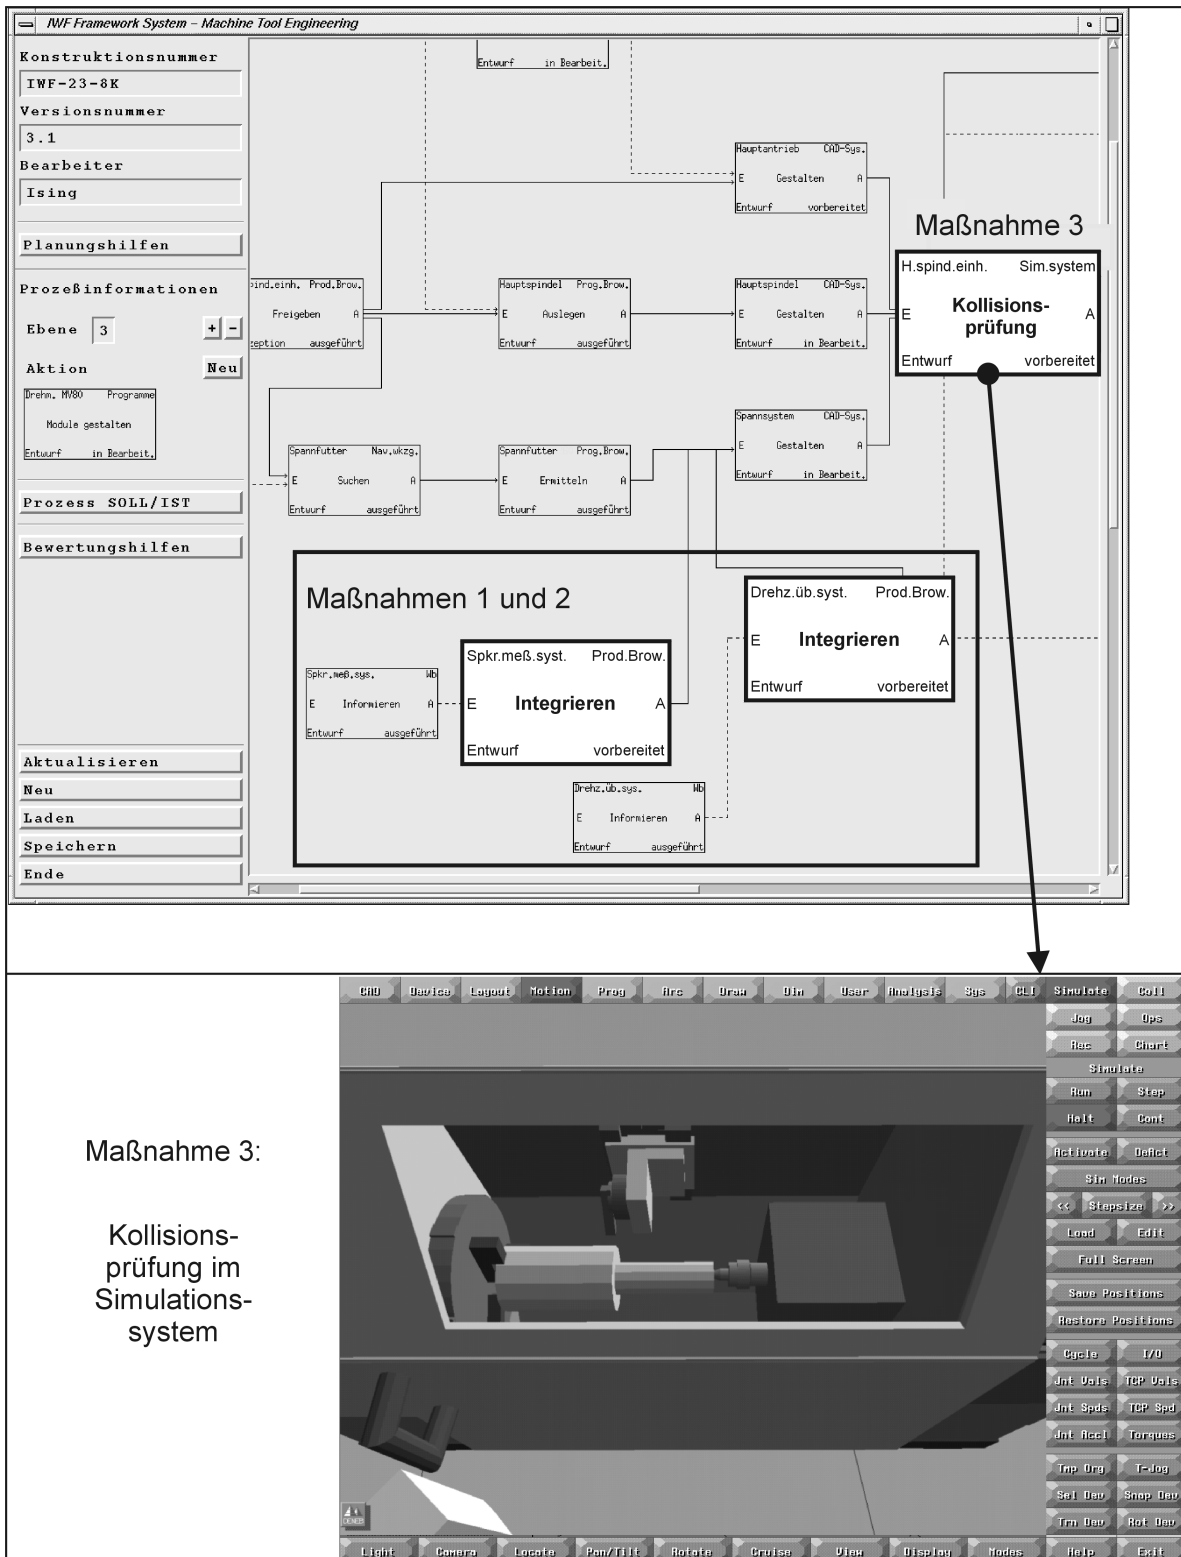 IWF Framework System – Machine Tool Engineering
Konstruktionsnummer
IWF-23-8K
Versionsnummer
3.1
Bearbeiter
Ising
Planungshilfen
Prozeßinformationen
Ebene 3 + -
Aktion Neu
Drehm. MV80 Programme
Module gestalten
Entwurf in Bearbeit.
Prozess SOLL/IST
Bewertungshilfen
Aktualisieren
Neu
Laden
Speichern
Ende
Entwurf in Bearbeit.
Hauptantrieb CAD-Sys.
E Gestalten A
Entwurf vorbereitet
Maßnahme 3
H.spind.einh. Sim.system
E Kollisions- A
prüfung
Entwurf vorbereitet
ind.einh. Prod.Brow.
Freigeben A
eption ausgeführt
Hauptspindel Prog.Brow.
E Auslegen A
Entwurf ausgeführt
Hauptspindel CAD-Sys.
E Gestalten A
Entwurf in Bearbeit.
Spannfutter Nav.wkzg.
E Suchen A
Entwurf ausgeführt
Spannfutter Prog.Brow.
E Ermitteln A
Entwurf ausgeführt
Spannsystem CAD-Sys.
E Gestalten A
Entwurf in Bearbeit.
Maßnahmen 1 und 2
Spkr.meß.sys. Wb
E Informieren A
Entwurf ausgeführt
Spkr.meß.syst. Prod.Brow.
E Integrieren A
Entwurf vorbereitet
Drehz.üb.syst. Prod.Brow.
E Integrieren A
Entwurf vorbereitet
Drehz.üb.sys. Wb
E Informieren A
Entwurf ausgeführt
Maßnahme 3:
Kollisions-
prüfung im
Simulations-
system
CAD Device Layout Motion Prog Arc Draw Dim User Analysis Sys CLI Simulate Coll
Jog Ops
Rec Chart
Simulate
Run Step
Halt Cont
Activate DeAct
Sim Modes
<< Stepsize >>
Load Edit
Full Screen
Save Positions
Restore Positions
Cycle I/O
Jnt Vals TCP Vals
Jnt Spds TCP Spd
Jnt Accl Torques
Tmp Org T-Jog
Sel Dev Snap Dev
Trn Dev Rot Dev
DENEB
Light Camera Locate Pan/Tilt Rotate Cruise View Display Modes Help Exit